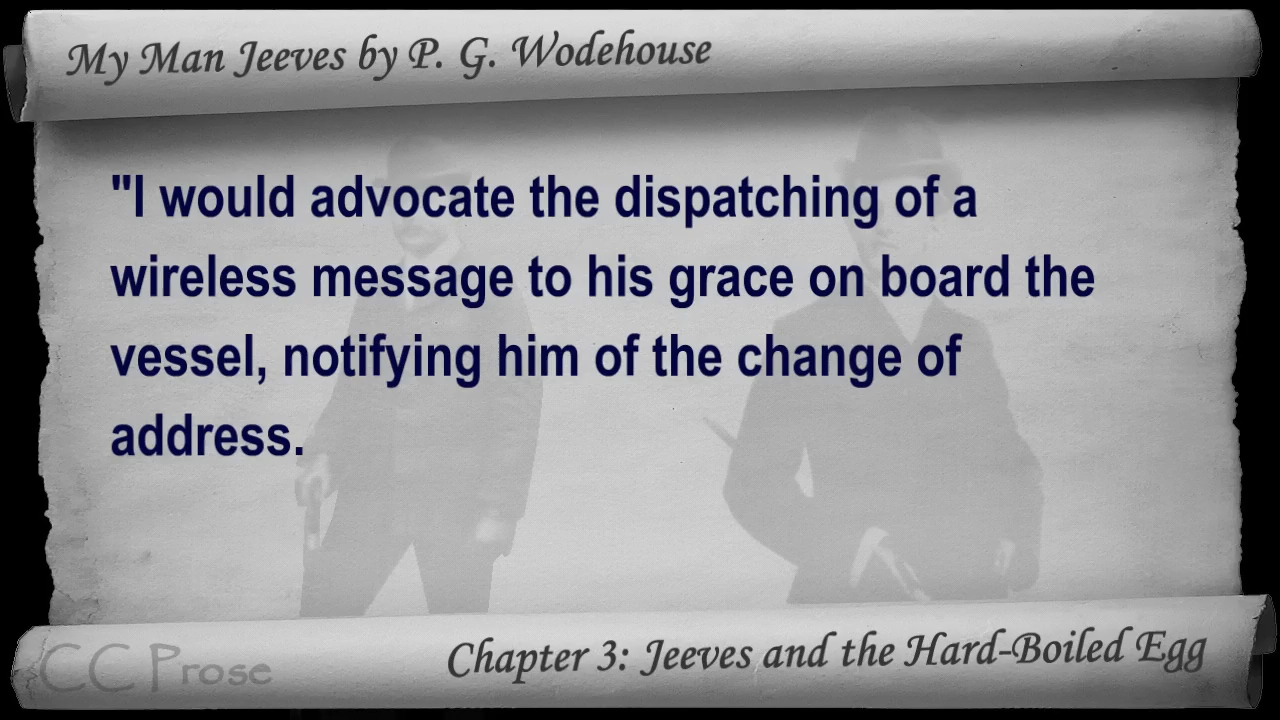 My Man Jeeves by P. G. Wodehouse
"I would advocate the dispatching of a
wireless message to his grace on board the
vessel, notifying him of the change of
address.
CC Prose
Chapter 3: Jeeves and the Hard-Boiled Egg